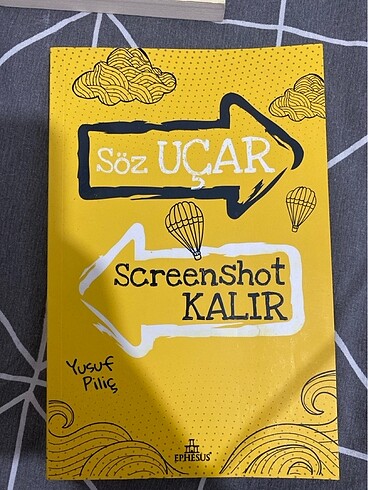 Söz UÇAR
Screenshot
KALIR
Yusuf
Piliç
EPHESUS